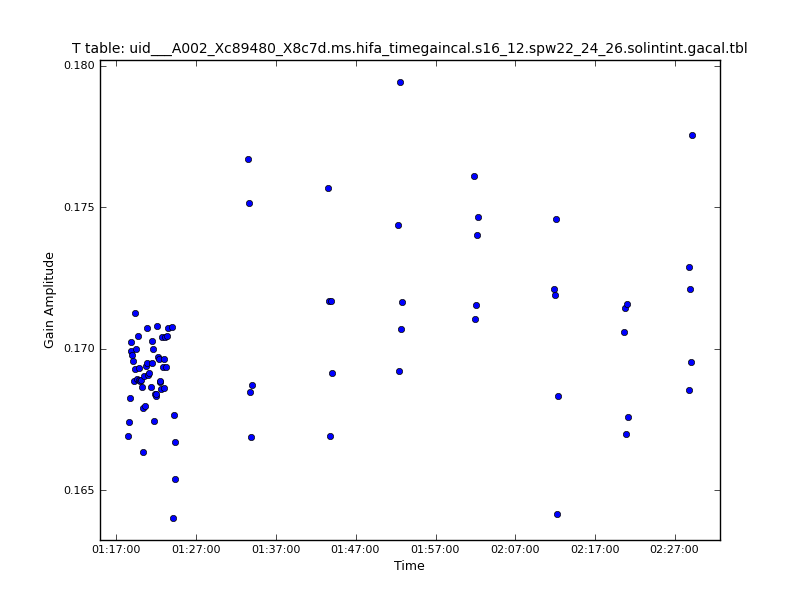 T table: uid___A002_Xc89480_X8c7d.ms.hifa_timegaincal.s16_12.spw22_24_26.solintint.gacal.tbl
0.180
0.175
0.170
0.165
Gain Amplitude
01:17:00 01:27:00 01:37:00 01:47:00 01:57:00 02:07:00 02:17:00 02:27:00
Time